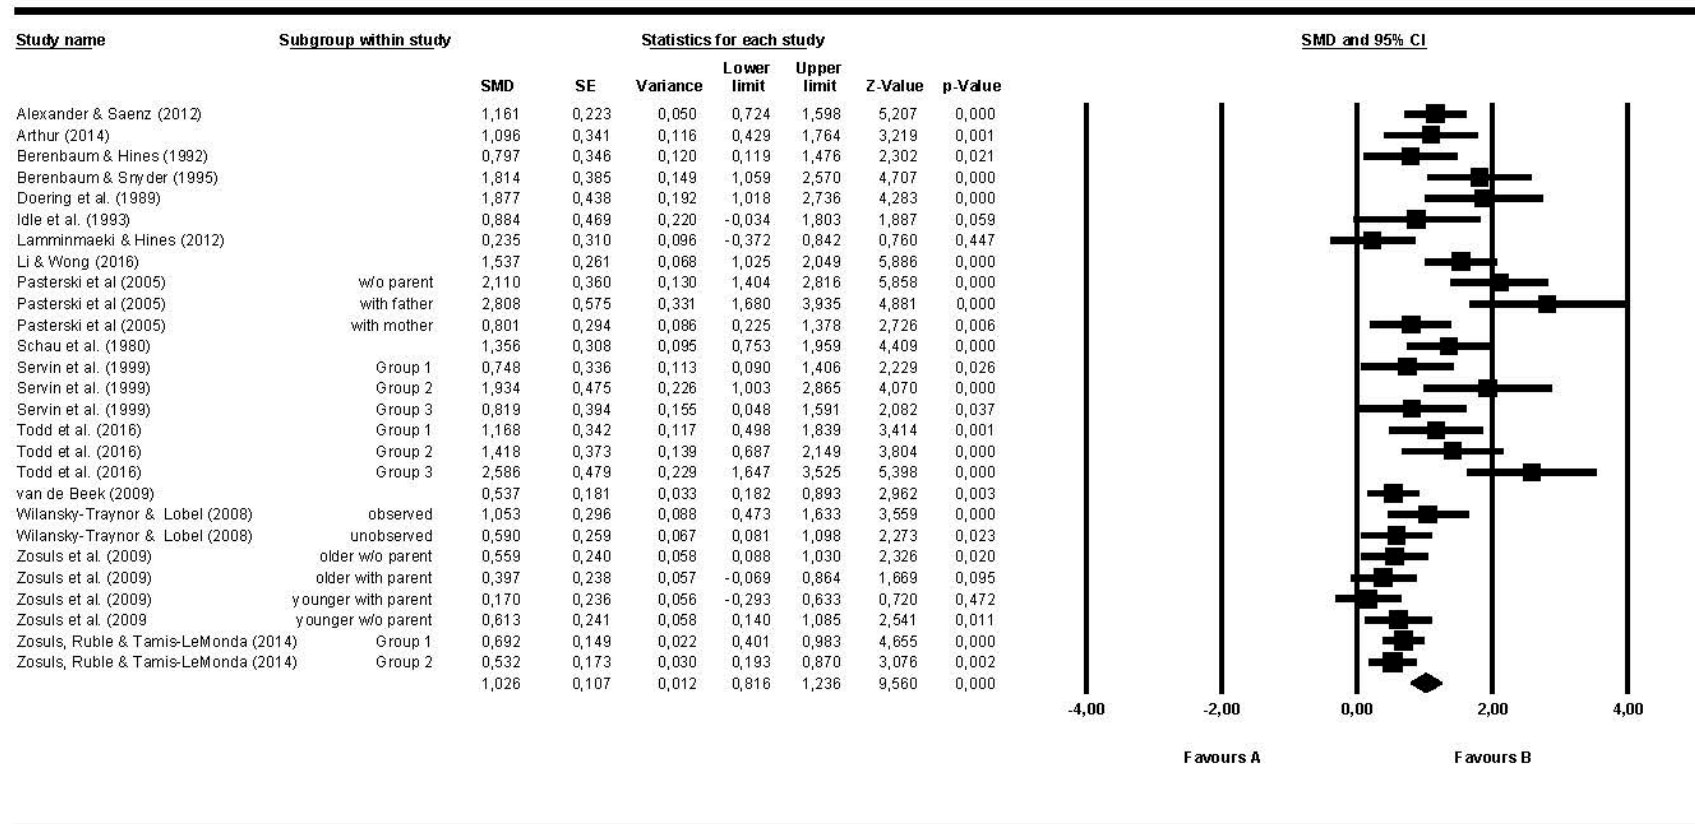 Study name Subgroup within study Statistics for each study SMD and 95% CI
SMD SE Variance Lower limit Upper limit Z-Value p-Value
Alexander & Saenz (2012) 1,161 0,223 0,050 0,724 1,598 5,207 0,000
Arthur (2014) 1,096 0,341 0,116 0,429 1,764 3,219 0,001
Berenbaum & Hines (1992) 0,797 0,346 0,120 0,119 1,476 2,302 0,021
Berenbaum & Snyder (1995) 1,814 0,385 0,149 1,059 2,570 4,707 0,000
Doering et al. (1989) 1,877 0,438 0,192 1,018 2,736 4,283 0,000
Idle et al. (1993) 0,884 0,469 0,220 -0,034 1,803 1,887 0,059
Lamminmaeki & Hines (2012) 0,235 0,310 0,096 -0,372 0,842 0,760 0,447
Li & Wong (2016) 1,537 0,261 0,068 1,025 2,049 5,886 0,000
Pasterski et al (2005) w/o parent 2,110 0,360 0,130 1,404 2,816 5,858 0,000
Pasterski et al (2005) with father 2,808 0,575 0,331 1,680 3,935 4,881 0,000
Pasterski et al (2005) with mother 0,801 0,294 0,086 0,225 1,378 2,726 0,006
Schau et al. (1980) 1,356 0,308 0,095 0,753 1,959 4,409 0,000
Servin et al. (1999) Group 1 0,748 0,336 0,113 0,090 1,406 2,229 0,026
Servin et al. (1999) Group 2 1,934 0,475 0,226 1,003 2,865 4,070 0,000
Servin et al. (1999) Group 3 0,819 0,394 0,155 0,048 1,591 2,082 0,037
Todd et al. (2016) Group 1 1,168 0,342 0,117 0,498 1,839 3,414 0,001
Todd et al. (2016) Group 2 1,418 0,373 0,139 0,687 2,149 3,804 0,000
Todd et al. (2016) Group 3 2,586 0,479 0,229 1,647 3,525 5,398 0,000
van de Beek (2009) 0,537 0,181 0,033 0,182 0,893 2,962 0,003
Wilansky-Traynor & Lobel (2008) observed 1,053 0,296 0,088 0,473 1,633 3,559 0,000
Wilansky-Traynor & Lobel (2008) unobserved 0,590 0,259 0,067 0,081 1,098 2,273 0,023
Zosuls et al. (2009) older w/o parent 0,559 0,240 0,058 0,088 1,030 2,326 0,020
Zosuls et al. (2009) older with parent 0,397 0,238 0,057 -0,069 0,864 1,669 0,095
Zosuls et al. (2009) younger with parent 0,170 0,236 0,056 -0,293 0,633 0,720 0,472
Zosuls et al. (2009 younger w/o parent 0,613 0,241 0,058 0,140 1,085 2,541 0,011
Zosuls, Ruble & Tamis-LeMonda (2014) Group 1 0,692 0,149 0,022 0,401 0,983 4,655 0,000
Zosuls, Ruble & Tamis-LeMonda (2014) Group 2 0,532 0,173 0,030 0,193 0,870 3,076 0,002
1,026 0,107 0,012 0,816 1,236 9,560 0,000
-4,00 -2,00 0,00 2,00 4,00
Favours A Favours B